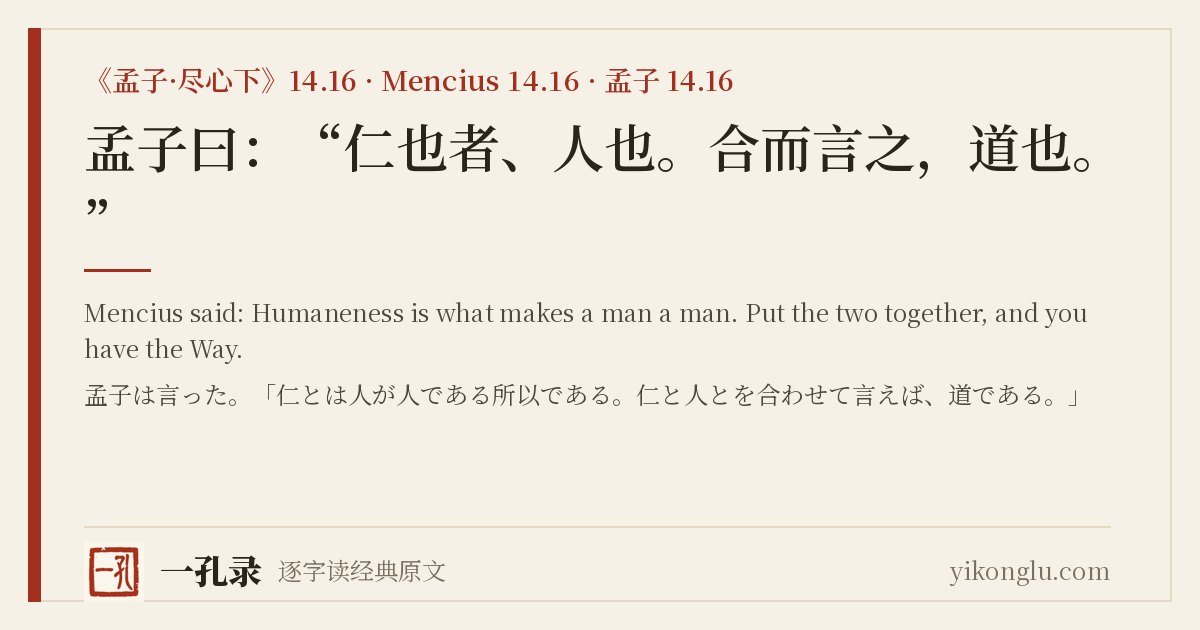 《孟子·尽心下》14.16 · Mencius 14.16 · 孟子 14.16
孟子曰：“仁也者、人也。合而言之，道也。
”
Mencius said: Humaneness is what makes a man a man. Put the two together, and you
have the Way.
孟子は言った。「仁とは人が人である所以である。仁と人とを合わせて言えば、道である。」
一孔
一孔录 逐字读经典原文 yikonglu.com